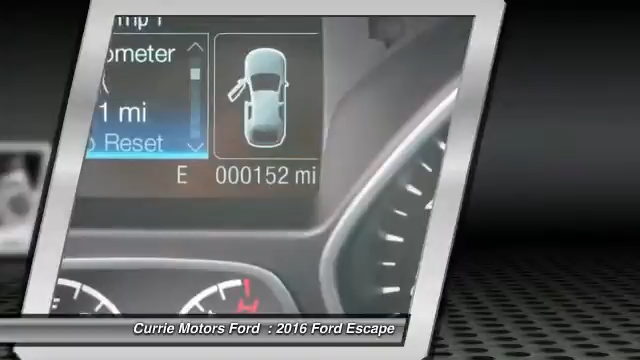 ometer
1 mi
Reset
E 000152 mi
H
Currie Motors Ford : 2016 Ford Escape